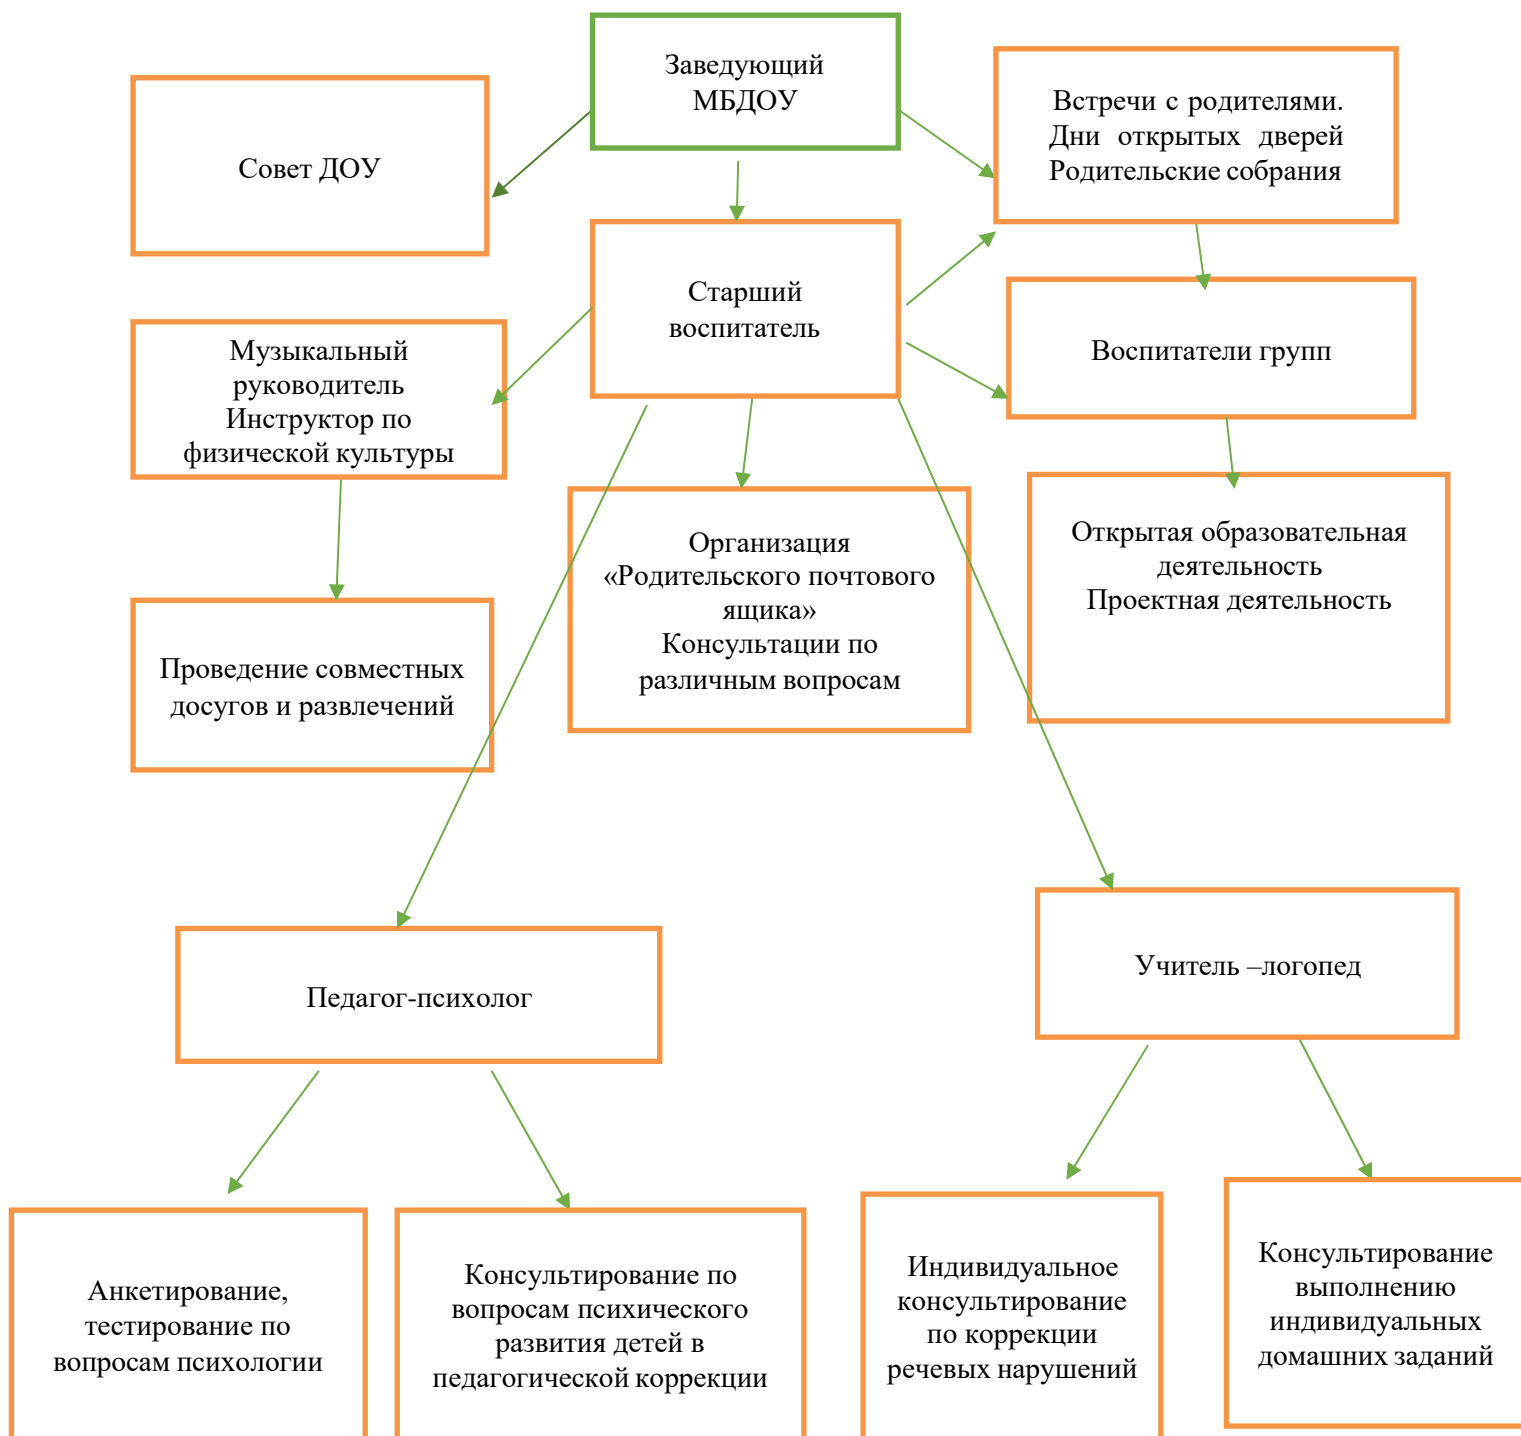 Заведующий
МБДОУ
Совет ДОУ
Встречи с родителями.
Дни открытых дверей
Родительские собрания
Старший
воспитатель
Музыкальный
руководитель
Инструктор по
физической культуры
Воспитатели групп
Организация
«Родительского почтового
ящика»
Консультации по
различным вопросам
Открытая образовательная
деятельность
Проектная деятельность
Проведение совместных
досугов и развлечений
Педагог-психолог
Учитель –логопед
Анкетирование,
тестирование по
вопросам психологии
Консультирование по
вопросам психического
развития детей в
педагогической коррекции
Индивидуальное
консультирование
по коррекции
речевых нарушений
Консультирование
выполнению
индивидуальных
домашних заданий